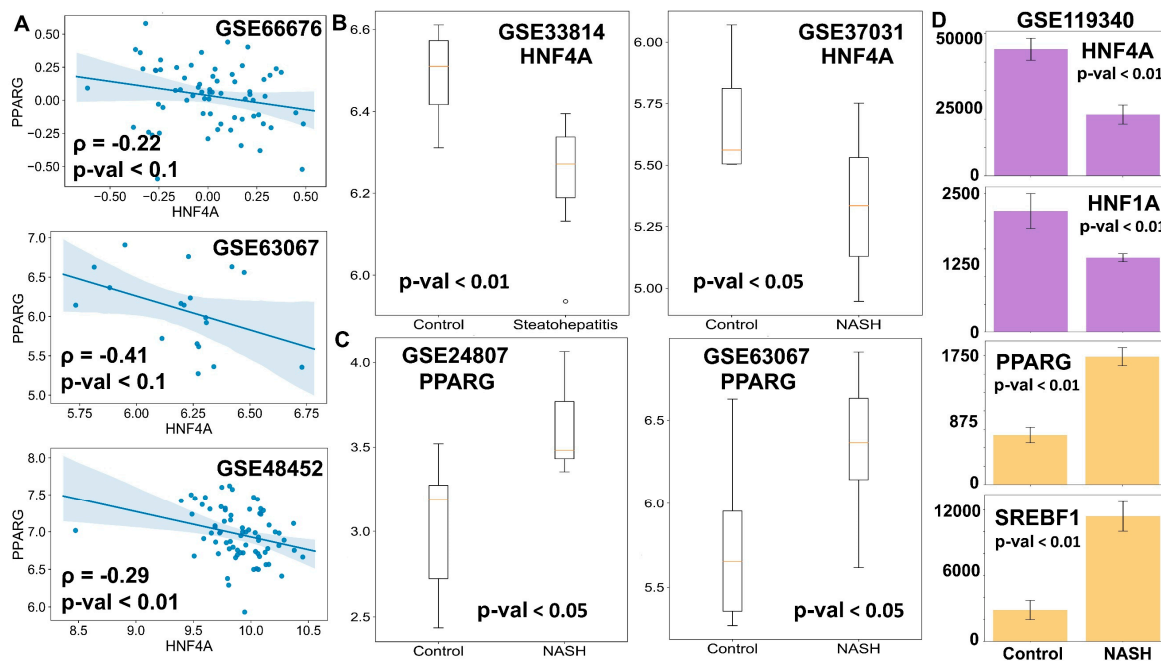 A
GSE66676
0.50
0.25
0.00
−0.25
−0.50
PPARG
ρ = -0.22
p-val < 0.1
−0.50 −0.25 0.00 0.25 0.50
HNF4A
GSE63067
7.0
6.5
6.0
5.5
5.0
PPARG
ρ = -0.41
p-val < 0.1
5.75 6.00 6.25 6.50 6.75
HNF4A
GSE48452
8.0
7.5
7.0
6.5
6.0
PPARG
ρ = -0.29
p-val < 0.01
8.5 9.0 9.5 10.0 10.5
HNF4A
B
GSE33814
HNF4A
6.6
6.4
6.2
6.0
p-val < 0.01
Control Steatohepatitis
GSE37031
HNF4A
6.00
5.75
5.50
5.25
5.00
p-val < 0.05
Control NASH
C
GSE24807
PPARG
4.0
3.5
3.0
2.5
p-val < 0.05
Control NASH
GSE63067
PPARG
6.5
6.0
5.5
p-val < 0.05
Control NASH
D
GSE119340
50000
25000
0
HNF4A
p-val < 0.01
2500
1250
0
HNF1A
p-val < 0.01
1750
875
0
PPARG
p-val < 0.01
12000
6000
0
SREBF1
p-val < 0.01
Control NASH